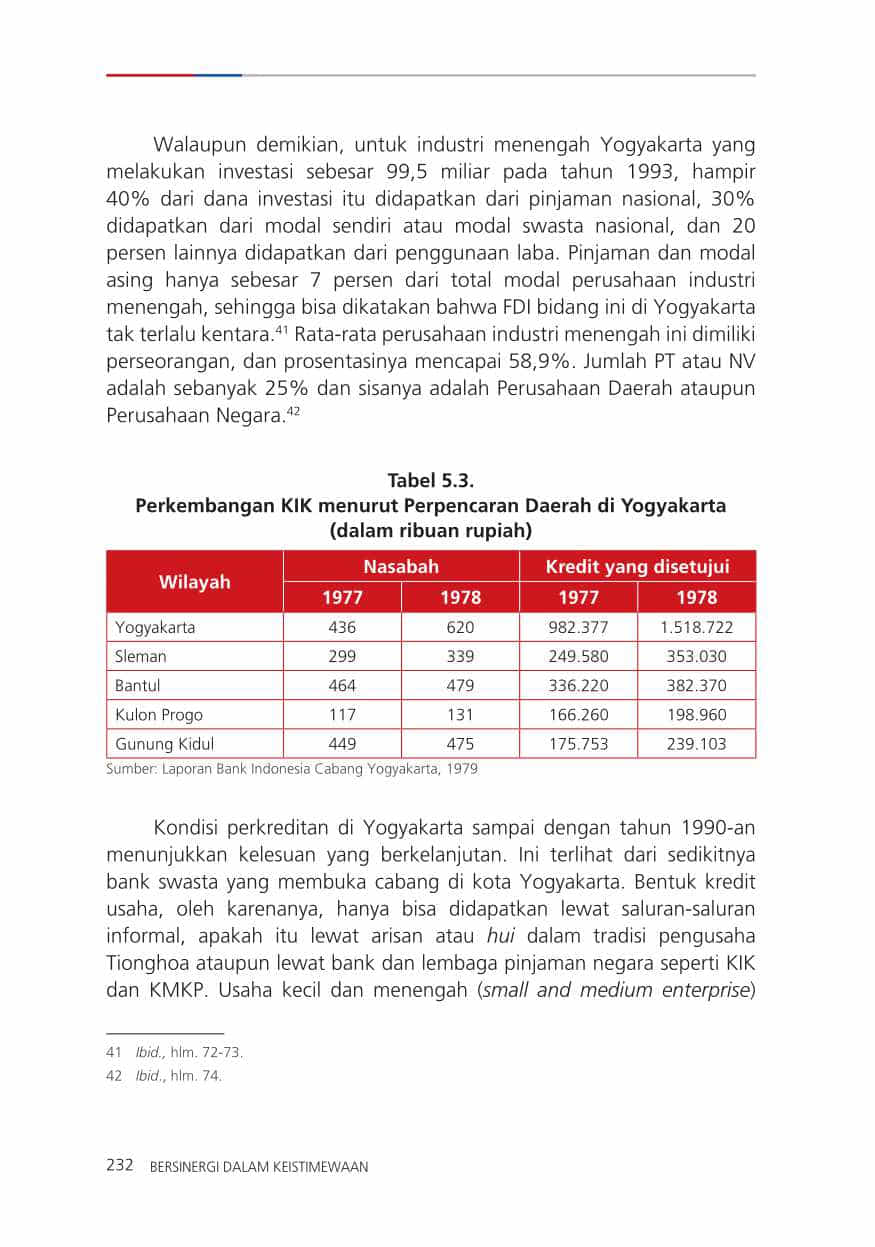 Walaupun demikian, untuk industri menengah Yogyakarta yang
melakukan investasi sebesar 99,5 miliar pada tahun 1993, hampir
40% dari dana investasi itu didapatkan dari pinjaman nasional, 30%
didapatkan dari modal sendiri atau modal swasta nasional, dan 20
persen lainnya didapatkan dari penggunaan laba. Pinjaman dan modal
asing hanya sebesar 7 persen dari total modal perusahaan industri
menengah, sehingga bisa dikatakan bahwa FDI bidang ini di Yogyakarta
tak terlalu kentara.41 Rata-rata perusahaan industri menengah ini dimiliki
perseorangan, dan prosentasinya mencapai 58,9%. Jumlah PT atau NV
adalah sebanyak 25% dan sisanya adalah Perusahaan Daerah ataupun
Perusahaan Negara.42
Tabel 5.3.
Perkembangan KIK menurut Perpencaran Daerah di Yogyakarta
(dalam ribuan rupiah)
Wilayah Nasabah Kredit yang disetujui
1977 1978 1977 1978
Yogyakarta 436 620 982.377 1.518.722
Sleman 299 339 249.580 353.030
Bantul 464 479 336.220 382.370
Kulon Progo 117 131 166.260 198.960
Gunung Kidul 449 475 175.753 239.103
Sumber: Laporan Bank Indonesia Cabang Yogyakarta, 1979
Kondisi perkreditan di Yogyakarta sampai dengan tahun 1990-an
menunjukkan kelesuan yang berkelanjutan. Ini terlihat dari sedikitnya
bank swasta yang membuka cabang di kota Yogyakarta. Bentuk kredit
usaha, oleh karenanya, hanya bisa didapatkan lewat saluran-saluran
informal, apakah itu lewat arisan atau hui dalam tradisi pengusaha
Tionghoa ataupun lewat bank dan lembaga pinjaman negara seperti KIK
dan KMKP. Usaha kecil dan menengah (small and medium enterprise)
41 Ibid., hlm. 72-73.
42 Ibid., hlm. 74.
232 BERSINERGI DALAM KEISTIMEWAAN